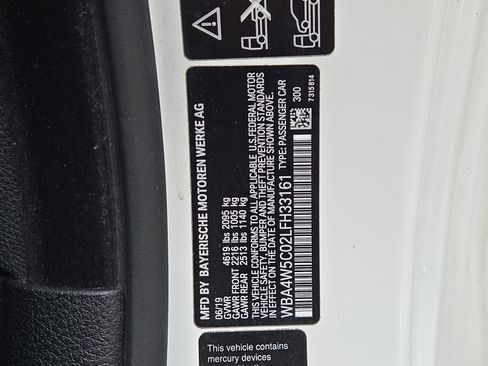 MFD BY BAYERISCHE MOTOREN WERKE AG
06/19
GVWR 4619 lbs 2095 kg
GAWR FRONT 2216 lbs 1005 kg
GAWR REAR 2513 lbs 1140 kg
THIS VEHICLE CONFORMS TO ALL APPLICABLE U.S. FEDERAL MOTOR
VEHICLE SAFETY, BUMPER AND THEFT PREVENTION STANDARDS
IN EFFECT ON THE DATE OF MANUFACTURE SHOWN ABOVE.
WBA4W5C02LFH33161 TYPE: PASSENGER CAR
300
7315814
This vehicle contains
mercury devices